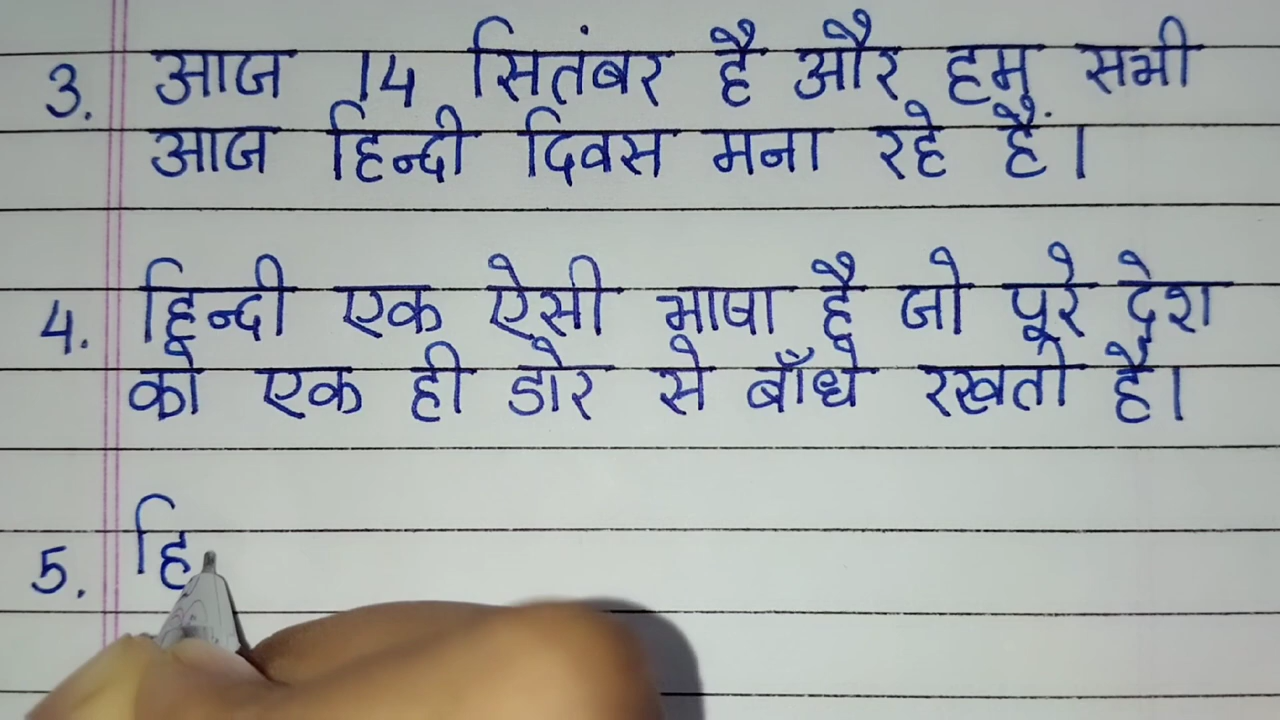 3. आज 14 सितंबर है और हम सभी
आज हिन्दी दिवस मना रहे हैं।
4. हिन्दी एक ऐसी भाषा है जो पूरे देश
को एक ही डोर से बाँधे रखती है।
5. हि